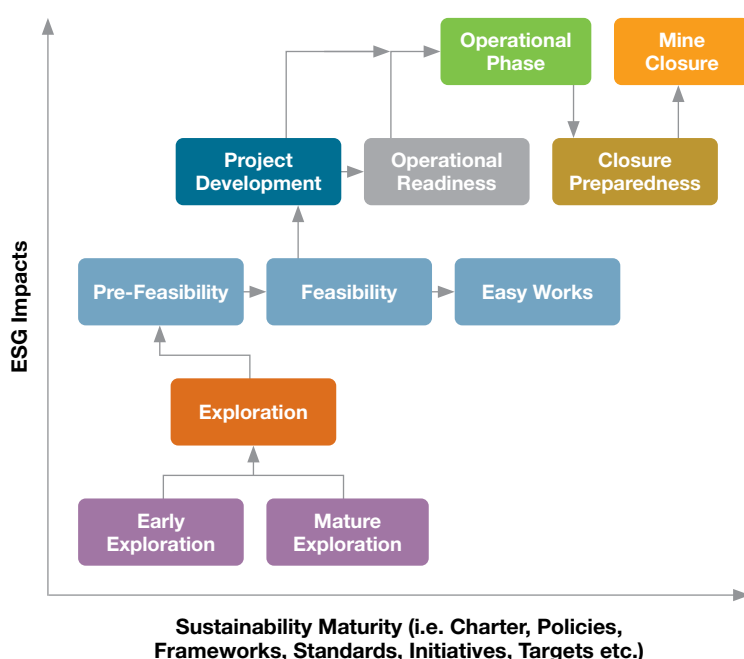 Operational
Phase
Mine
Closure
Project
Development
Operational
Readiness
Closure
Preparedness
Pre-Feasibility
Feasibility
Easy Works
Exploration
Early
Exploration
Mature
Exploration
ESG Impacts
Sustainability Maturity (i.e. Charter, Policies,
Frameworks, Standards, Initiatives, Targets etc.)